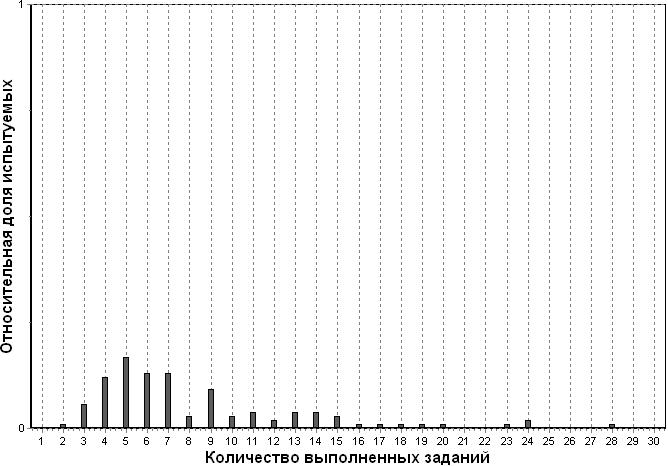 1
Относительная доля испытуемых
0
1 2 3 4 5 6 7 8 9 10 11 12 13 14 15 16 17 18 19 20 21 22 23 24 25 26 27 28 29 30
Количество выполненных заданий